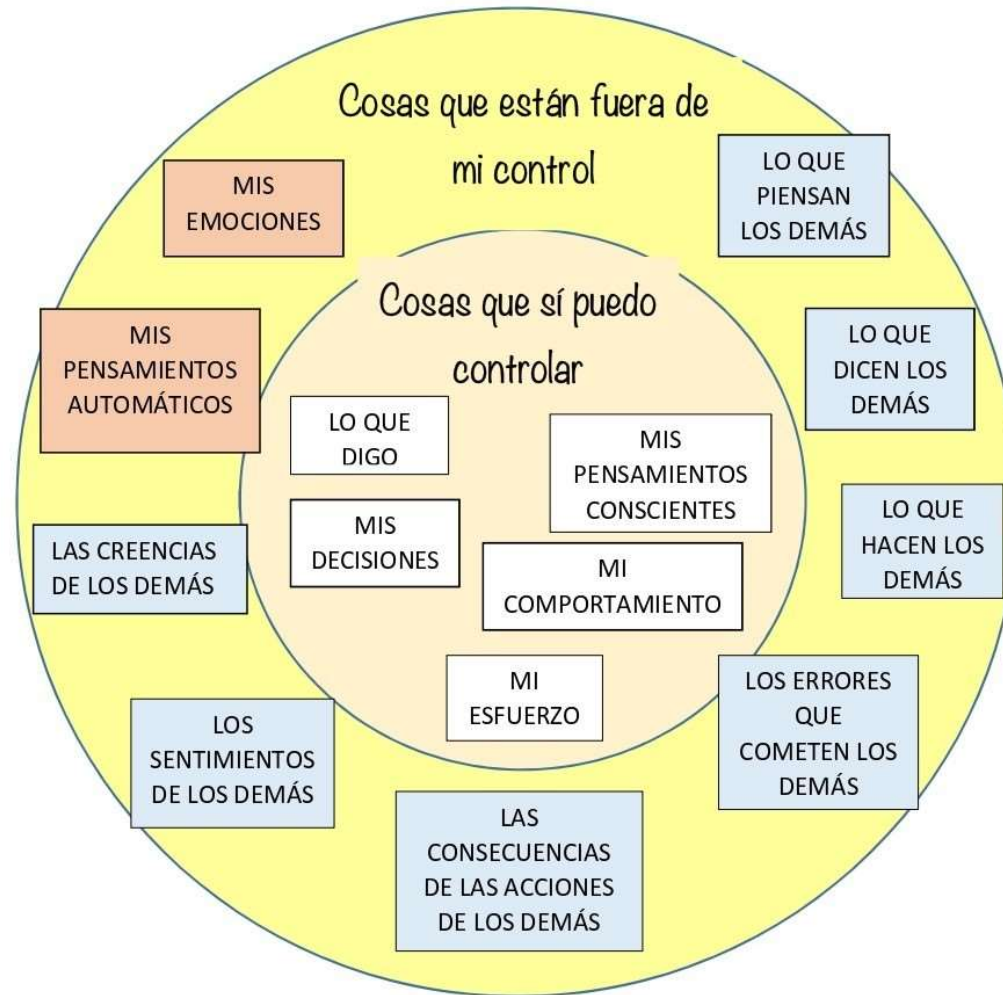 Cosas que están fuera de
mi control
MIS
EMOCIONES
LO QUE
PIENSAN
LOS DEMÁS
Cosas que sí puedo
controlar
MIS
PENSAMIENTOS
AUTOMÁTICOS
LO QUE
DICEN LOS
DEMÁS
LO QUE
DIGO
MIS
PENSAMIENTOS
CONSCIENTES
MIS
DECISIONES
LO QUE
HACEN LOS
DEMÁS
LAS CREENCIAS
DE LOS DEMÁS
MI
COMPORTAMIENTO
MI
ESFUERZO
LOS ERRORES
QUE
COMETEN LOS
DEMÁS
LOS
SENTIMIENTOS
DE LOS DEMÁS
LAS
CONSECUENCIAS
DE LAS ACCIONES
DE LOS DEMÁS